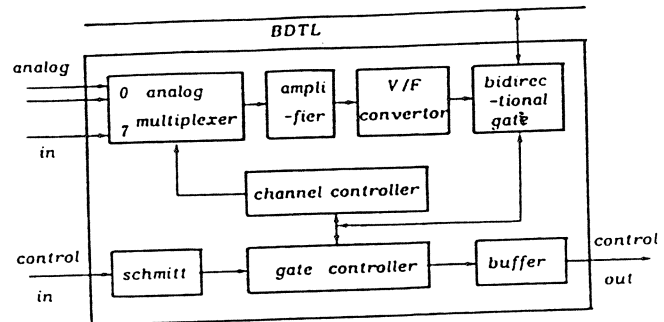 BDTL
analog
0 analog
7 multiplexer
ampli
-fier
V/F
convertor
bidirec
-tional
gate
in
channel controller
control
in
schmitt
gate controller
buffer
control
out